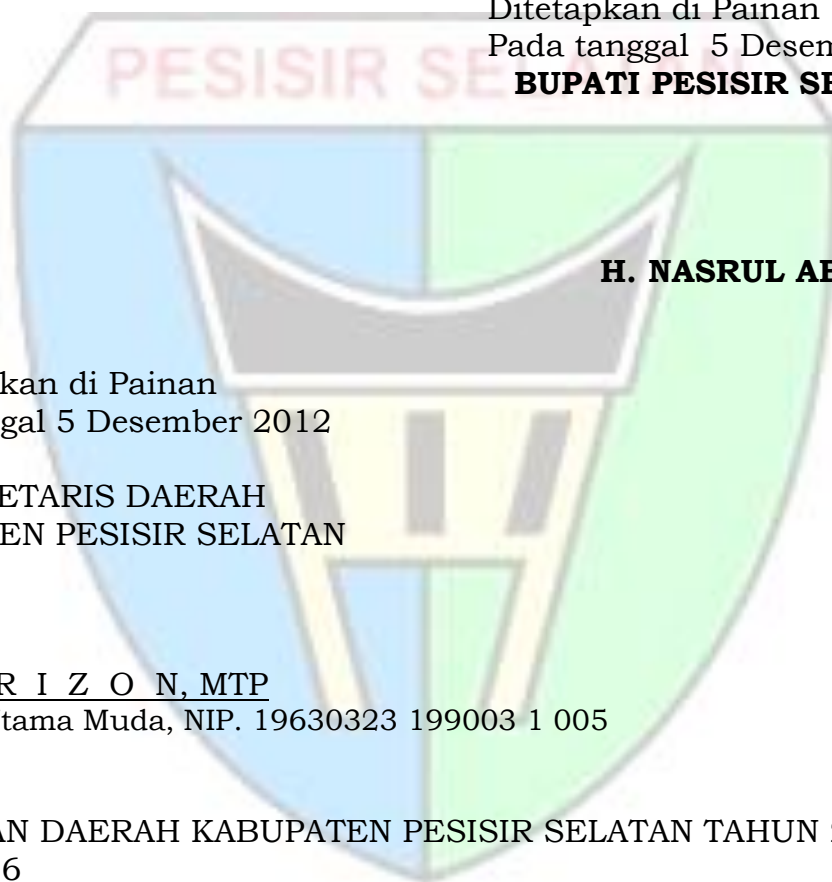 Ditetapkan di Painan
Pada tanggal 5 Desem
PESISIR SELATAN
BUPATI PESISIR SE
H. NASRUL AB
kan di Painan
gal 5 Desember 2012
ETARIS DAERAH
EN PESISIR SELATAN
R I Z O N, MTP
tama Muda, NIP. 19630323 199003 1 005
AN DAERAH KABUPATEN PESISIR SELATAN TAHUN
6